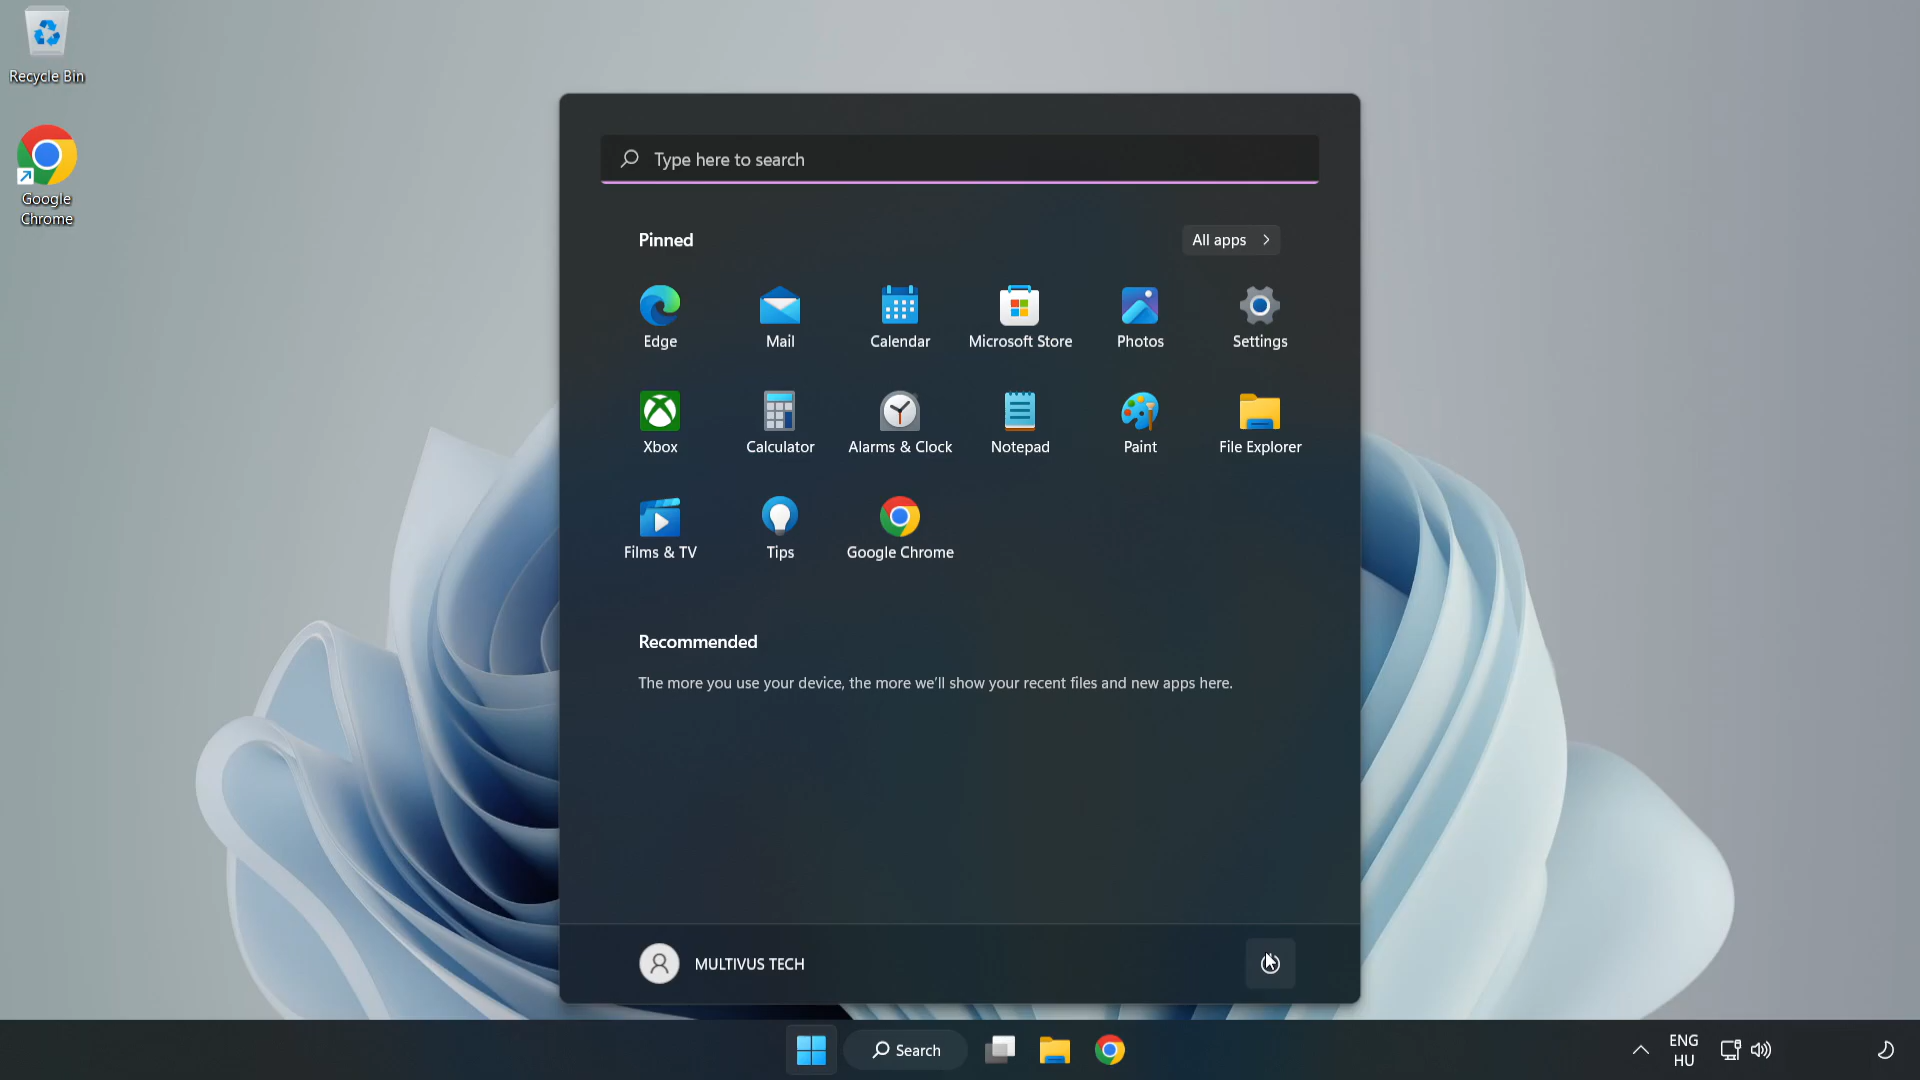 Recycle Bin
Google
Chrome
Type here to search
Pinned
All apps
Edge
Mail
Calendar
Microsoft Store
Photos
Settings
Xbox
Calculator
Alarms & Clock
Notepad
Paint
File Explorer
Films & TV
Tips
Google Chrome
Recommended
The more you use your device, the more we'll show your recent files and new apps here.
MULTIVUS TECH
Search
ENG
HU